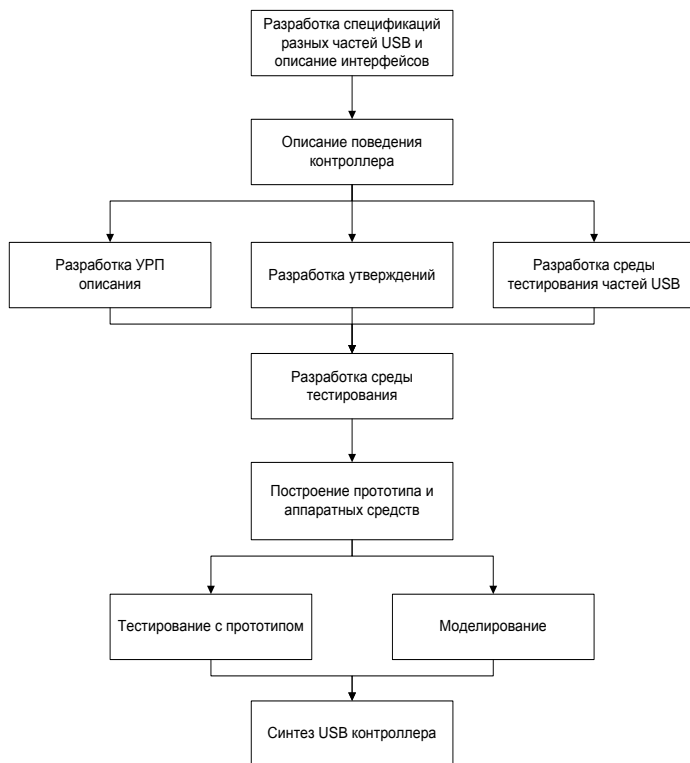 Разработка спецификаций
разных частей USB и
описание интерфейсов
Описание поведения
контроллера
Разработка УРП
описания
Разработка утверждений
Разработка среды
тестирования частей USB
Разработка среды
тестирования
Построение прототипа и
аппаратных средств
Тестирование с прототипом
Моделирование
Синтез USB контроллера